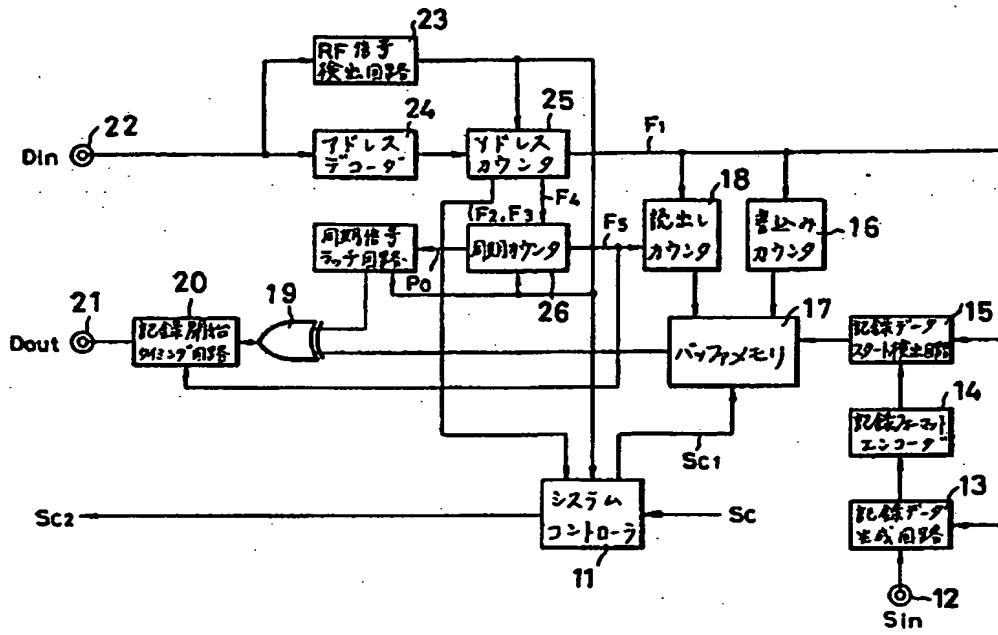 23
RF信号
検出回路
24
25
22
Din
アドレス
デコーダ
アドレス
カウンタ
F1
F4
F2, F3
18
読出し
カウンタ
書込み
カウンタ
16
同期信号
ラッチ回路
P0
同期カウンタ
F5
26
21
20
19
17
15
Dout
記録開始
タイミング回路
バッファメモリ
記録データ
スタート検出回路
14
記録フォーマット
エンコーダ
Sc1
13
Sc2
システム
コントローラ
Sc
記録データ
生成回路
11
12
Sin